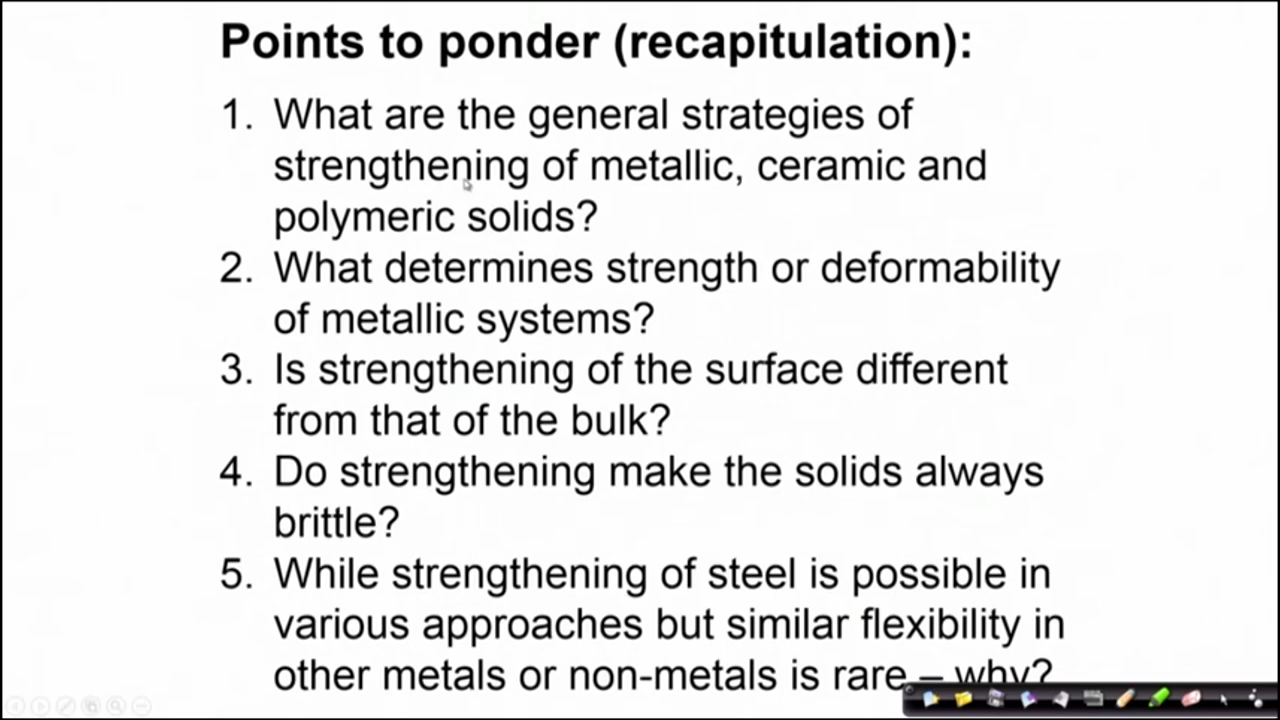 Points to ponder (recapitulation):
1. What are the general strategies of
strengthening of metallic, ceramic and
polymeric solids?
2. What determines strength or deformability
of metallic systems?
3. Is strengthening of the surface different
from that of the bulk?
4. Do strengthening make the solids always
brittle?
5. While strengthening of steel is possible in
various approaches but similar flexibility in
other metals or non-metals is rare – why?